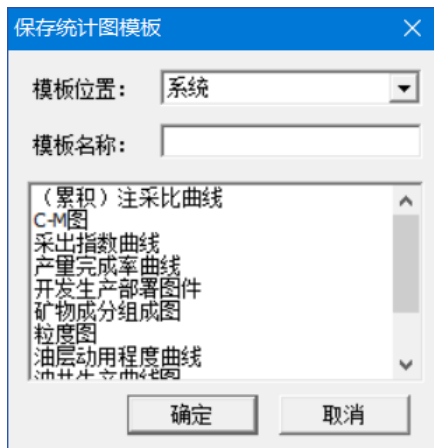 保存统计图模板
模板位置：
系统
模板名称：
（累积）注采比曲线
C-M图
采出指数曲线
产量完成率曲线
开发生产部署图件
矿物成分组成图
粒度图
油层动用程度曲线
确定
取消